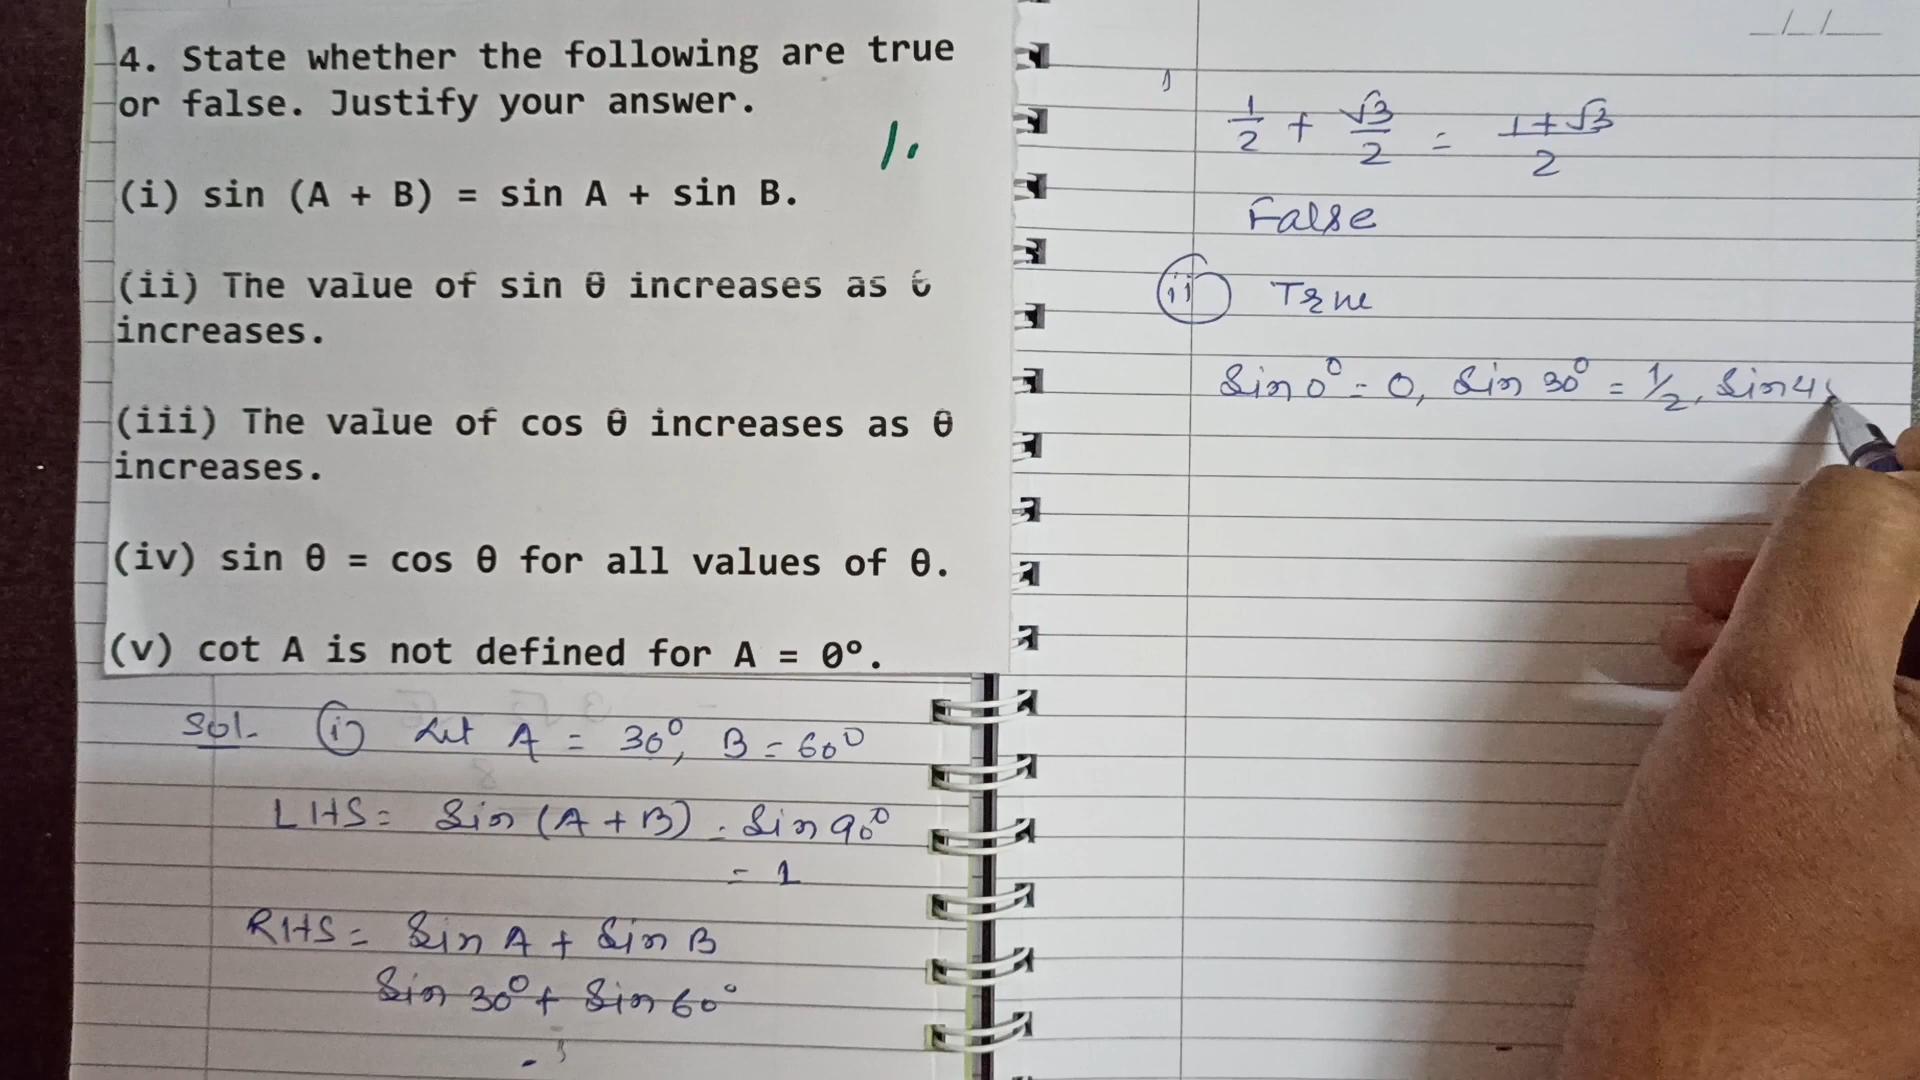 4. State whether the following are true
or false. Justify your answer.
1.
(i) sin (A + B) = sin A + sin B.
(ii) The value of sin θ increases as θ
increases.
(iii) The value of cos θ increases as θ
increases.
(iv) sin θ = cos θ for all values of θ.
(v) cot A is not defined for A = 0°.
Sol. (i) Let A = 30°, B = 60°
LHS = Sin (A + B) = Sin 90°
= 1
RHS = Sin A + Sin B
Sin 30° + Sin 60°
1/2 + √3/2 = (1+√3)/2
False
(ii) True
Sin 0° = 0, Sin 30° = 1/2, Sin 45